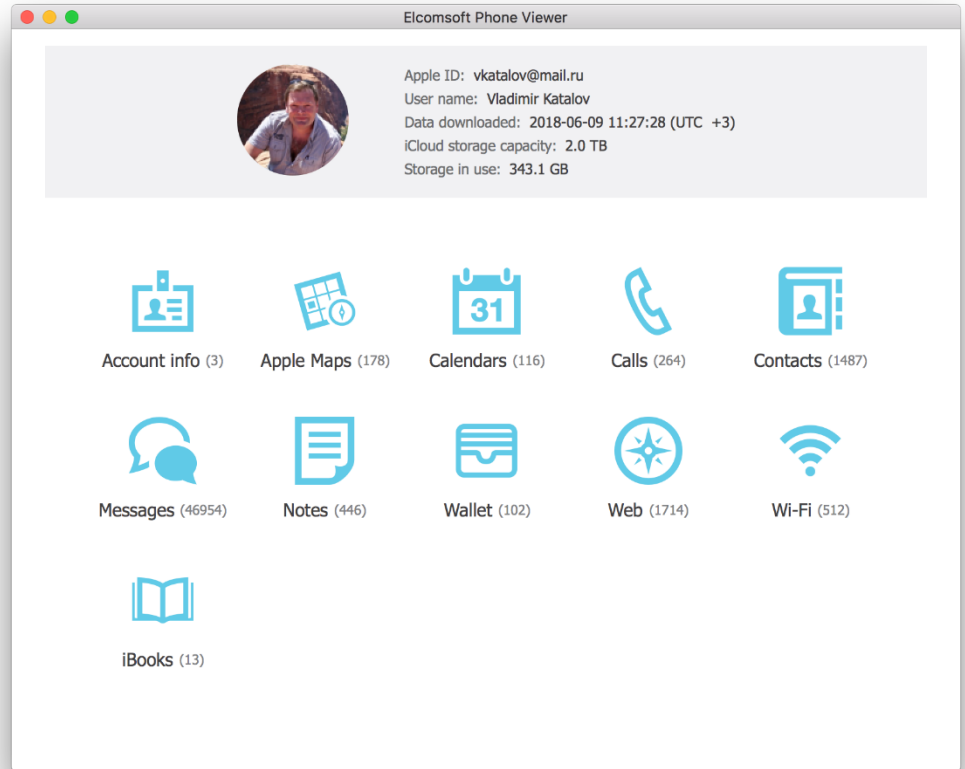 Elcomsoft Phone Viewer
Apple ID: vkatalov@mail.ru
User name: Vladimir Katalov
Data downloaded: 2018-06-09 11:27:28 (UTC +3)
iCloud storage capacity: 2.0 TB
Storage in use: 343.1 GB
31
Account info (3) Apple Maps (178) Calendars (116) Calls (264) Contacts (1487)
Messages (46954) Notes (446) Wallet (102) Web (1714) Wi-Fi (512)
iBooks (13)